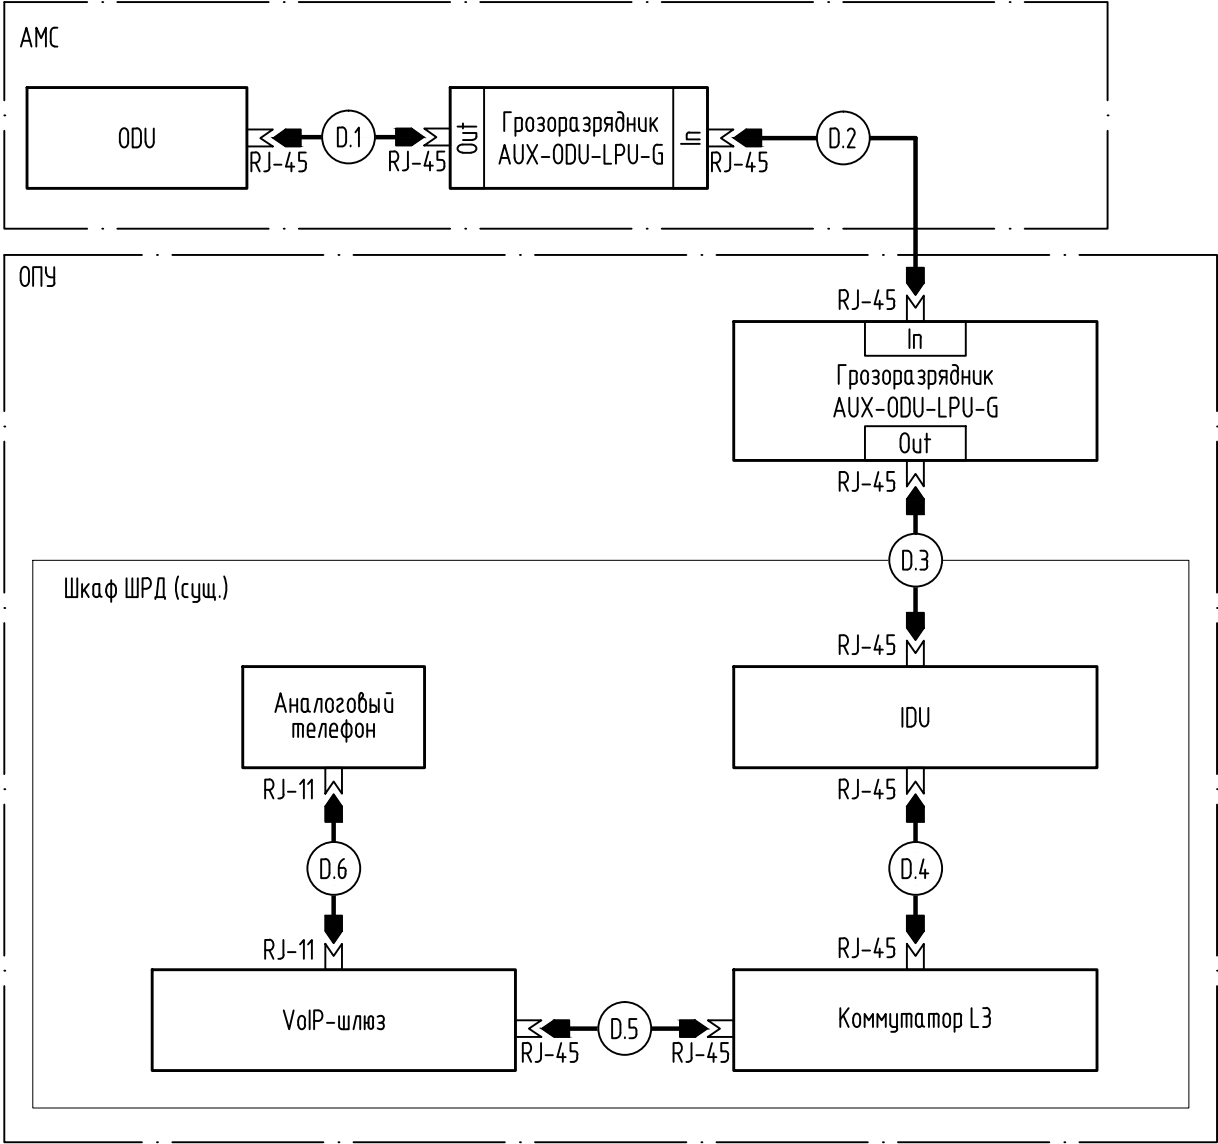 АМС
ODU
RJ-45
D.1
RJ-45
Out
Грозоразрядник
AUX-ODU-LPU-G
In
RJ-45
D.2
ОПУ
RJ-45
In
Грозоразрядник
AUX-ODU-LPU-G
Out
RJ-45
D.3
Шкаф ШРД (сущ.)
RJ-45
Аналоговый
телефон
IDU
RJ-11
RJ-45
D.6
D.4
RJ-11
RJ-45
VoIP-шлюз
D.5
Коммутатор L3
RJ-45
RJ-45